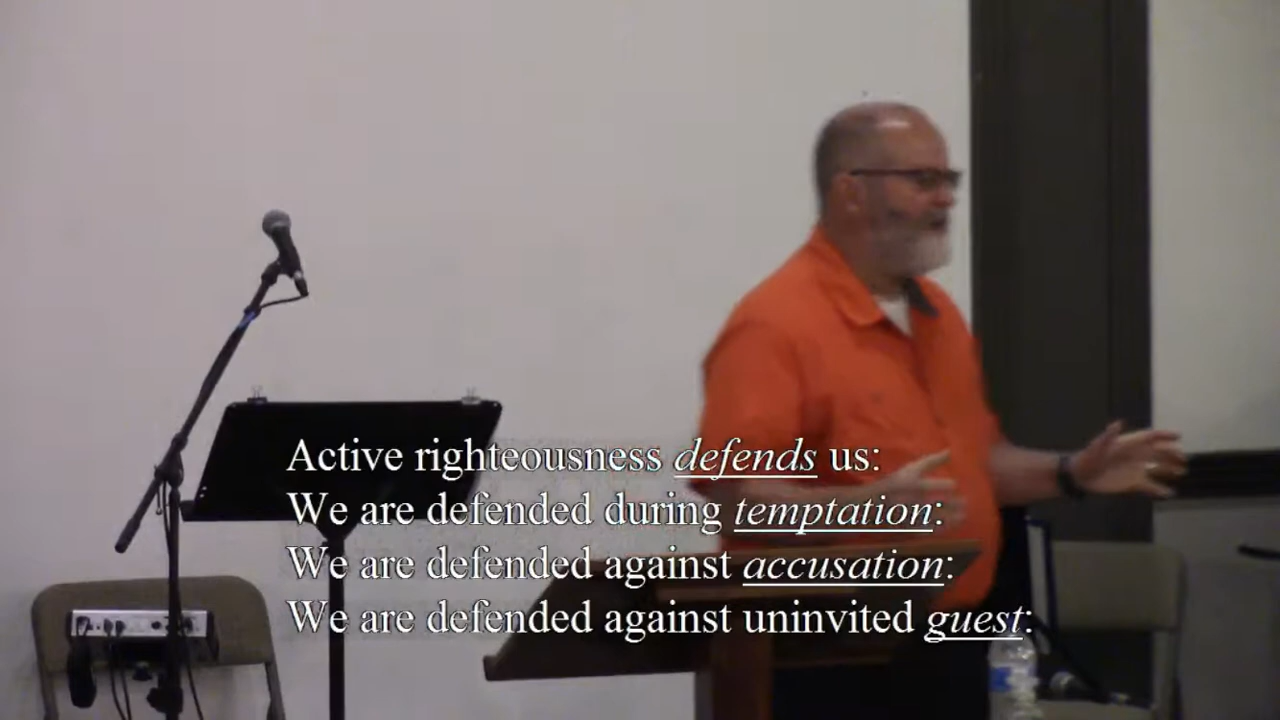 Active righteousness defends us:
We are defended during temptation:
We are defended against accusation:
We are defended against uninvited guest: